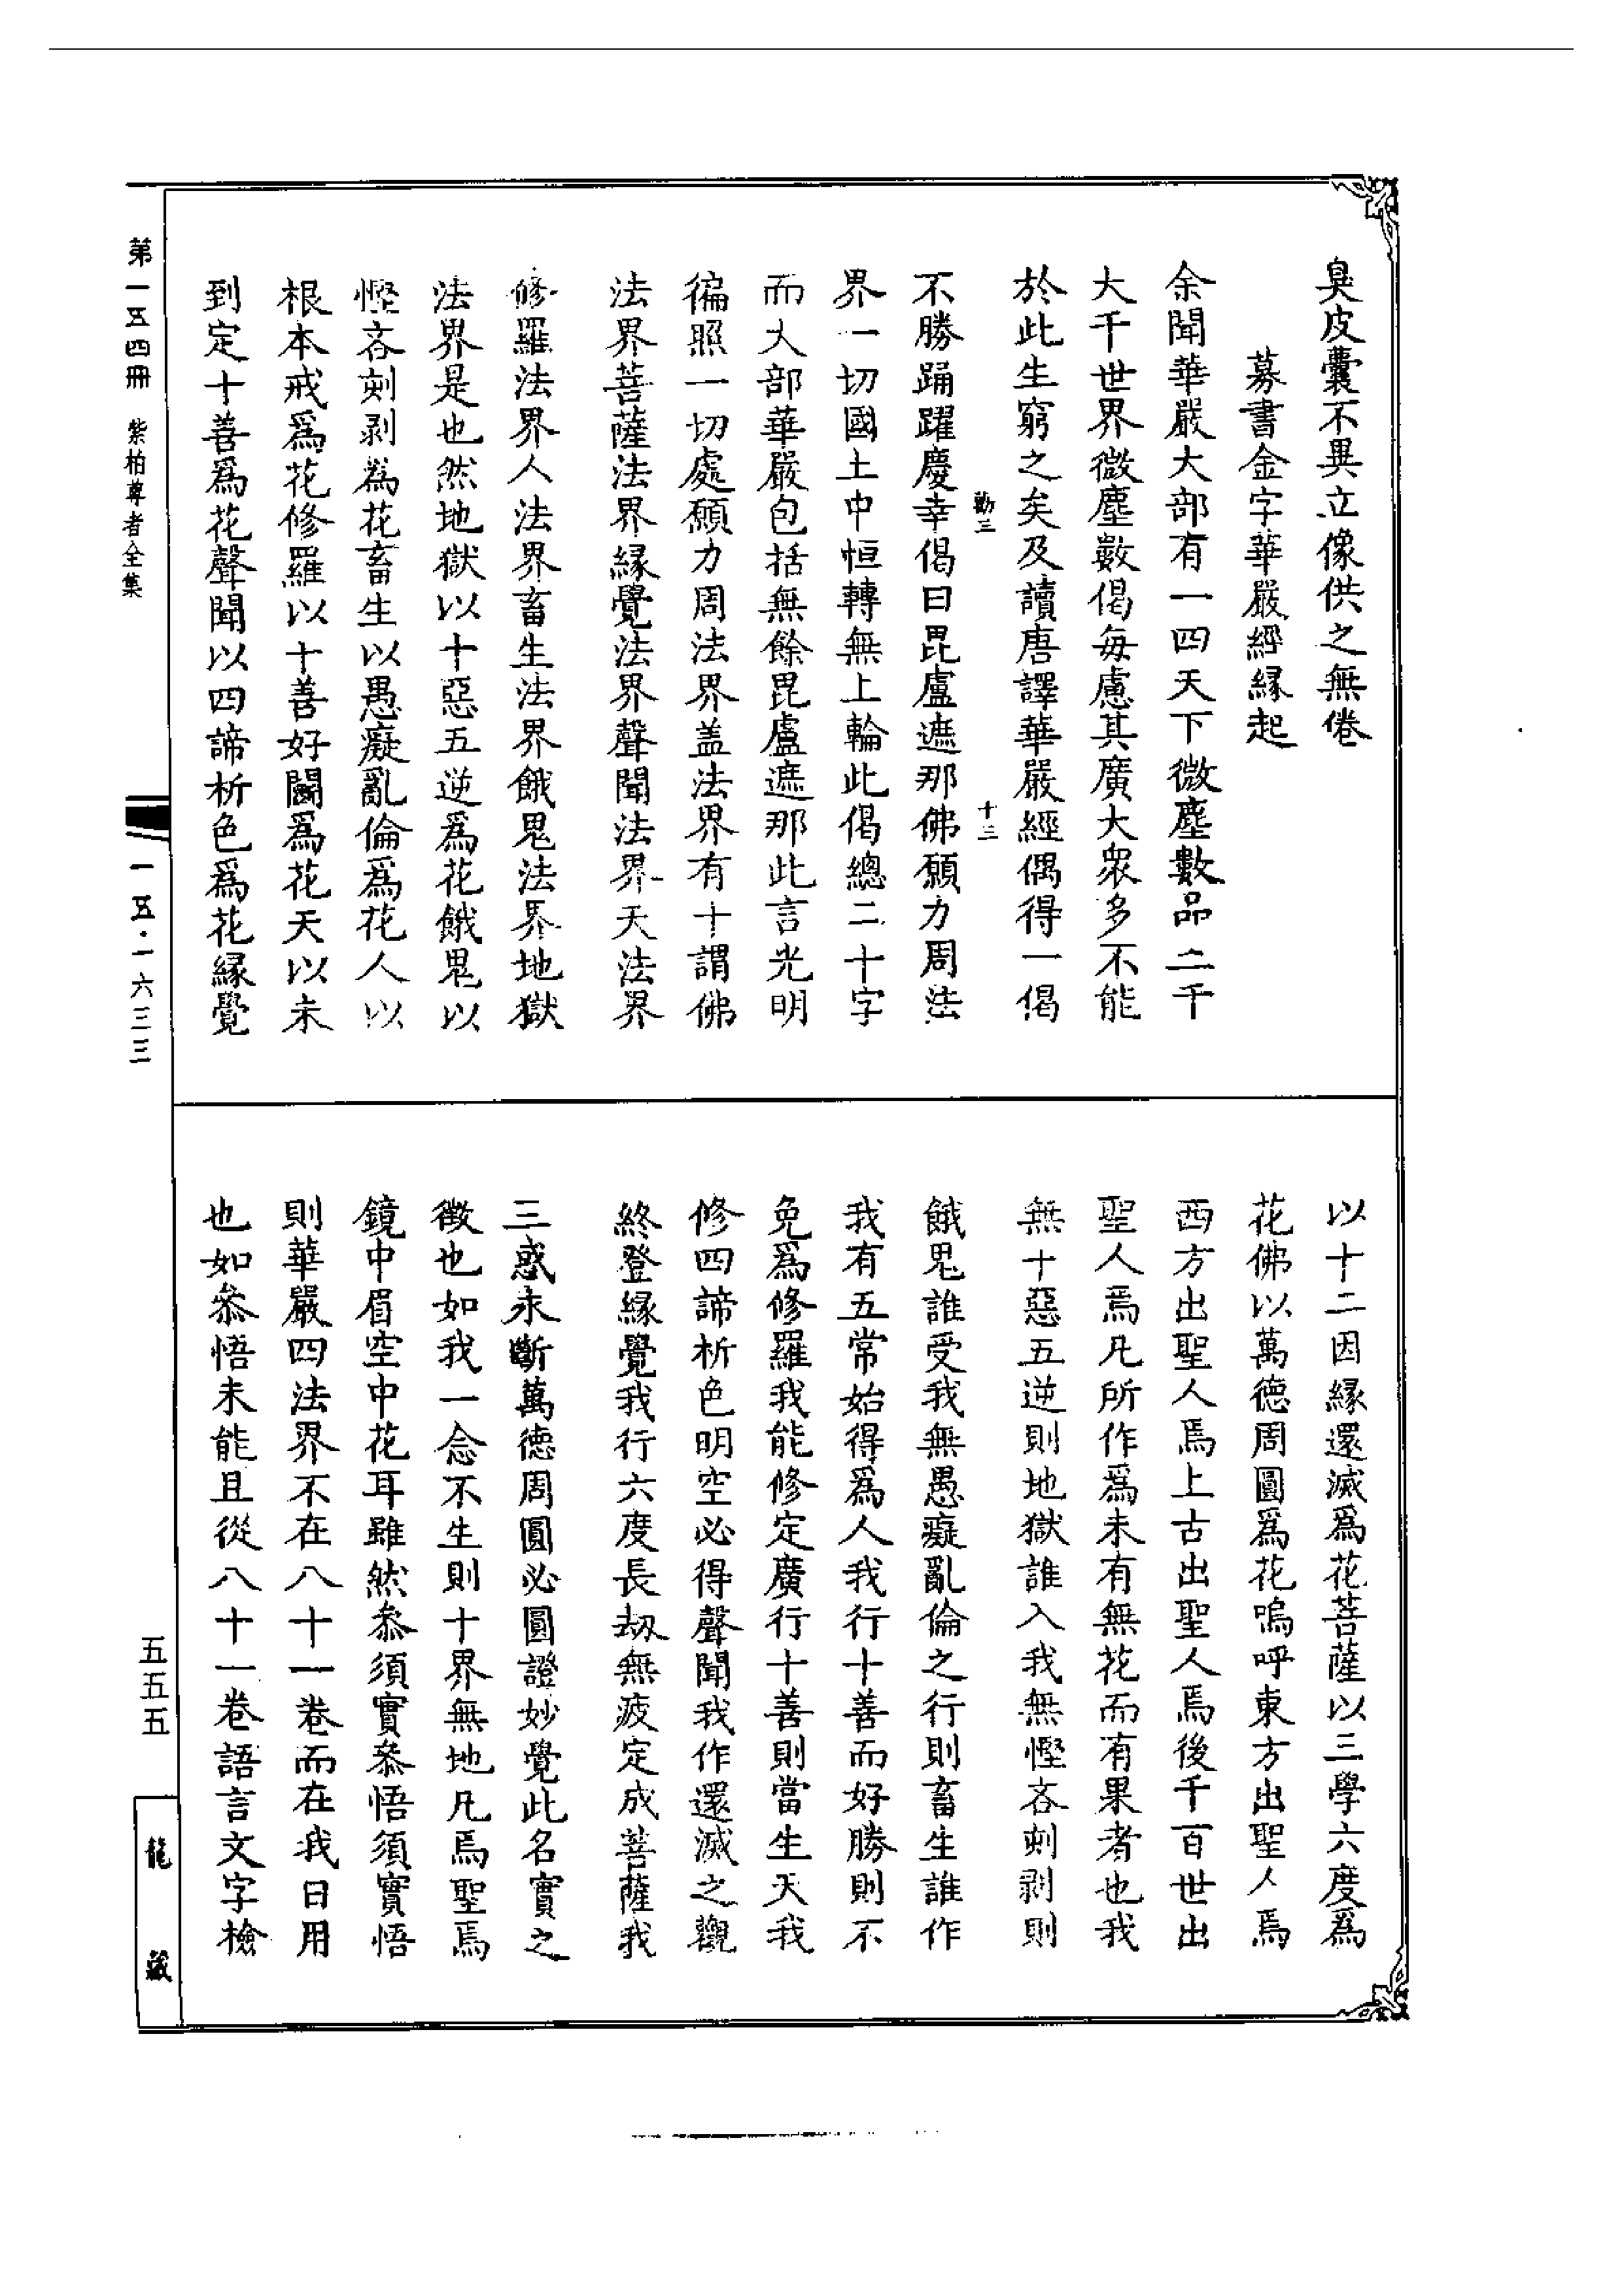 臭皮囊不異立像供之無倦
募書金字華嚴經緣起
余聞華嚴大部有一四天下微塵數品三千
大千世界微塵數偈每慮其廣大衆多不能
於此生窮之矣及讀唐譯華嚴經偶得一偈
勸三
十三
不勝踊躍慶幸偈曰毘盧遮那佛願力周法
界一切國土中恒轉無上輪此偈總二十字
而大部華嚴包括無餘毘盧遮那此言光明
徧照一切處願力周法界盖法界有十謂佛
法界菩薩法界緣覺法界聲聞法界天法界
修羅法界人法界畜生法界餓鬼法界地獄
法界是也然地獄以十惡五逆爲花餓鬼以
慳吝刻剥爲花畜生以愚癡亂倫爲花人以
根本戒爲花修羅以十善好鬭爲花天以未
到定十善爲花聲聞以四諦析色爲花緣覺
以十二因緣還滅爲花菩薩以三學六度爲
花佛以萬德周圓爲花嗚呼東方出聖人焉
西方出聖人焉上古出聖人焉後千百世出
聖人焉凡所作爲未有無花而有果者也我
無十惡五逆則地獄誰入我無慳吝刻剥則
餓鬼誰受我無愚癡亂倫之行則畜生誰作
我有五常始得爲人我行十善而好勝則不
免爲修羅我能修定廣行十善則當生天我
修四諦析色明空必得聲聞我作還滅之觀
終登緣覺我行六度長劫無疲定成菩薩我
三惑永斷萬德周圓必圓證妙覺此名實之
徵也如我一念不生則十界無地凡焉聖焉
鏡中眉空中花耳雖然叅須實叅悟須實悟
則華嚴四法界不在八十一卷而在我日用
也如叅悟未能且從八十一卷語言文字檢
第一五四冊 紫柏尊者全集
一五·一六三三
五五五
龍藏